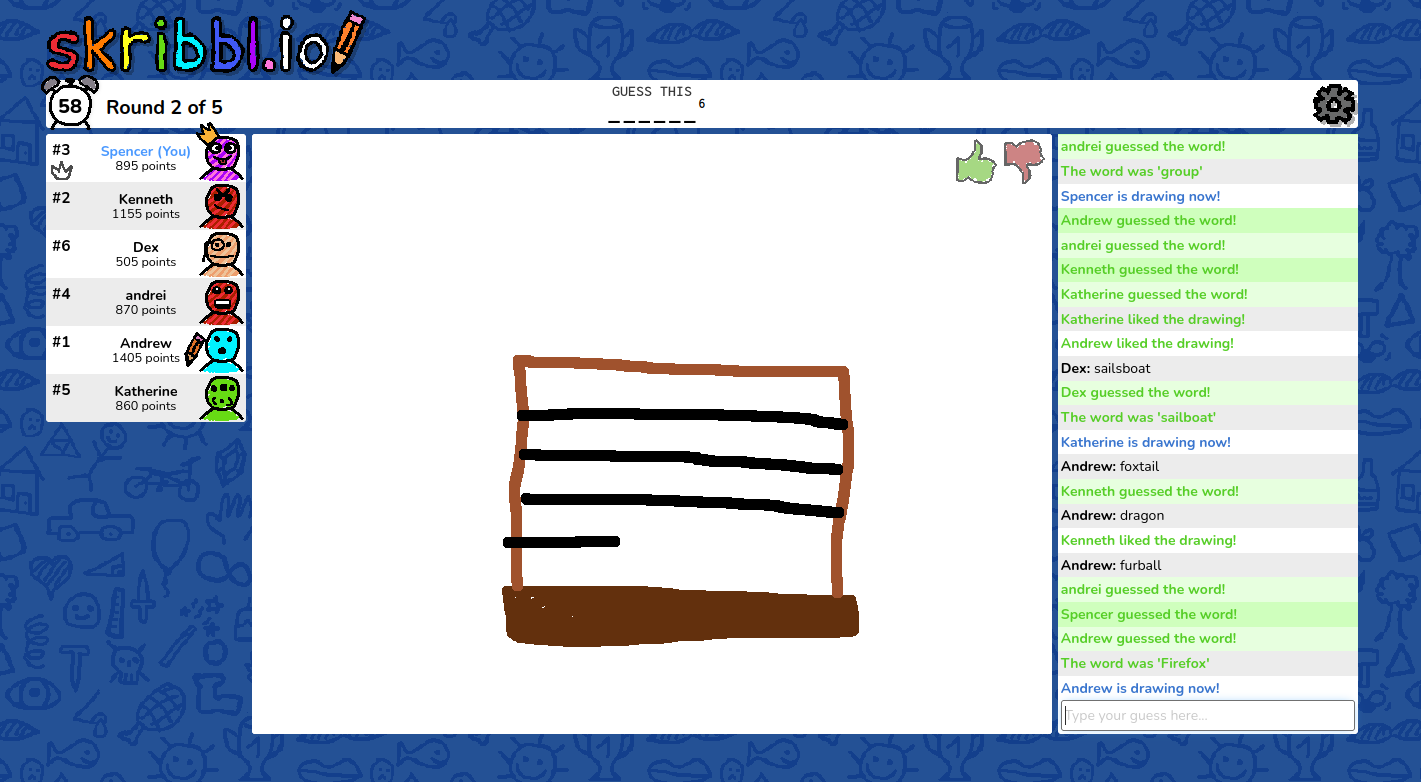 skribbl.io
58
Round 2 of 5
GUESS THIS
______ 6
#3
Spencer (You)
895 points
#2
Kenneth
1155 points
#6
Dex
505 points
#4
andrei
870 points
#1
Andrew
1405 points
#5
Katherine
860 points
andrei guessed the word!
The word was 'group'
Spencer is drawing now!
Andrew guessed the word!
andrei guessed the word!
Kenneth guessed the word!
Katherine guessed the word!
Katherine liked the drawing!
Andrew liked the drawing!
Dex: sailsboat
Dex guessed the word!
The word was 'sailboat'
Katherine is drawing now!
Andrew: foxtail
Kenneth guessed the word!
Andrew: dragon
Kenneth liked the drawing!
Andrew: furball
andrei guessed the word!
Spencer guessed the word!
Andrew guessed the word!
The word was 'Firefox'
Andrew is drawing now!
Type your guess here...